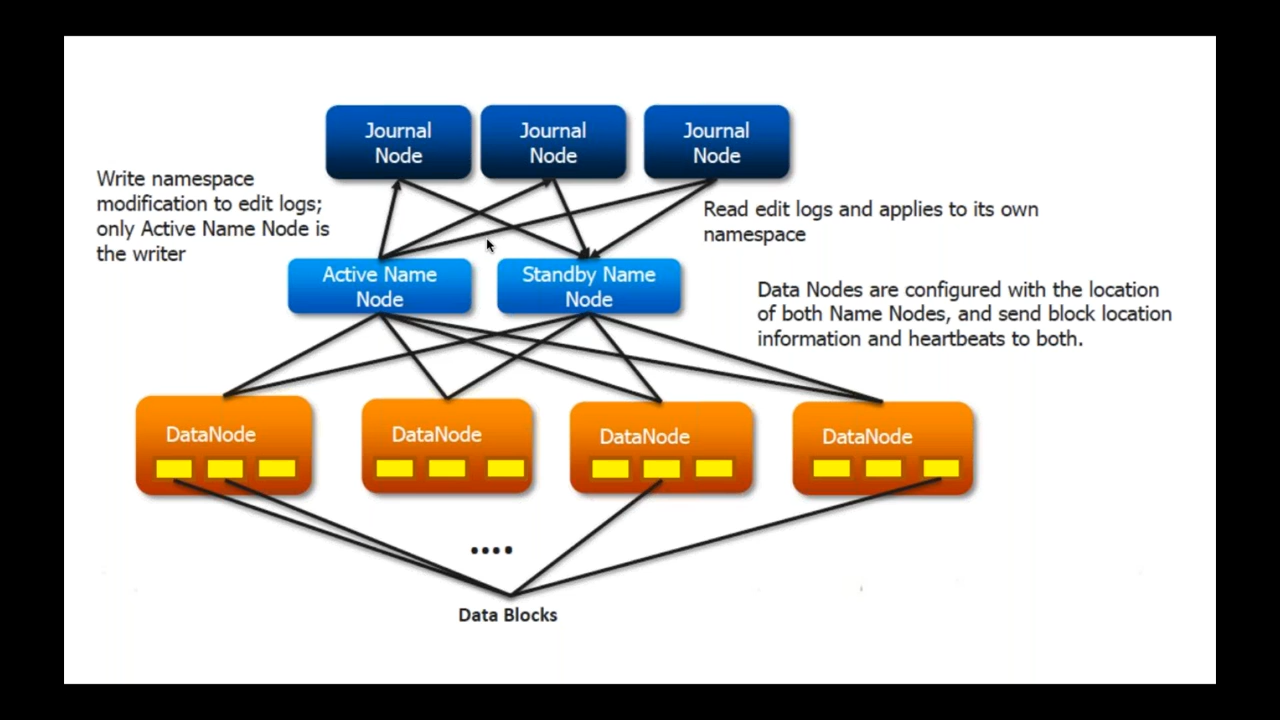 Journal
Node
Journal
Node
Journal
Node
Write namespace
modification to edit logs;
only Active Name Node is
the writer
Read edit logs and applies to its own
namespace
Active Name
Node
Standby Name
Node
Data Nodes are configured with the location
of both Name Nodes, and send block location
information and heartbeats to both.
DataNode
DataNode
DataNode
DataNode
....
Data Blocks